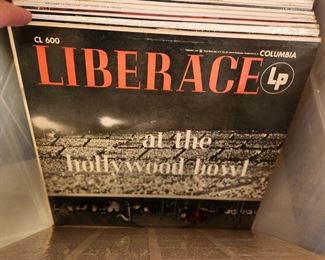 CL 600
COLUMBIA
LIBERACE
Lp
at the
hollywood bowl